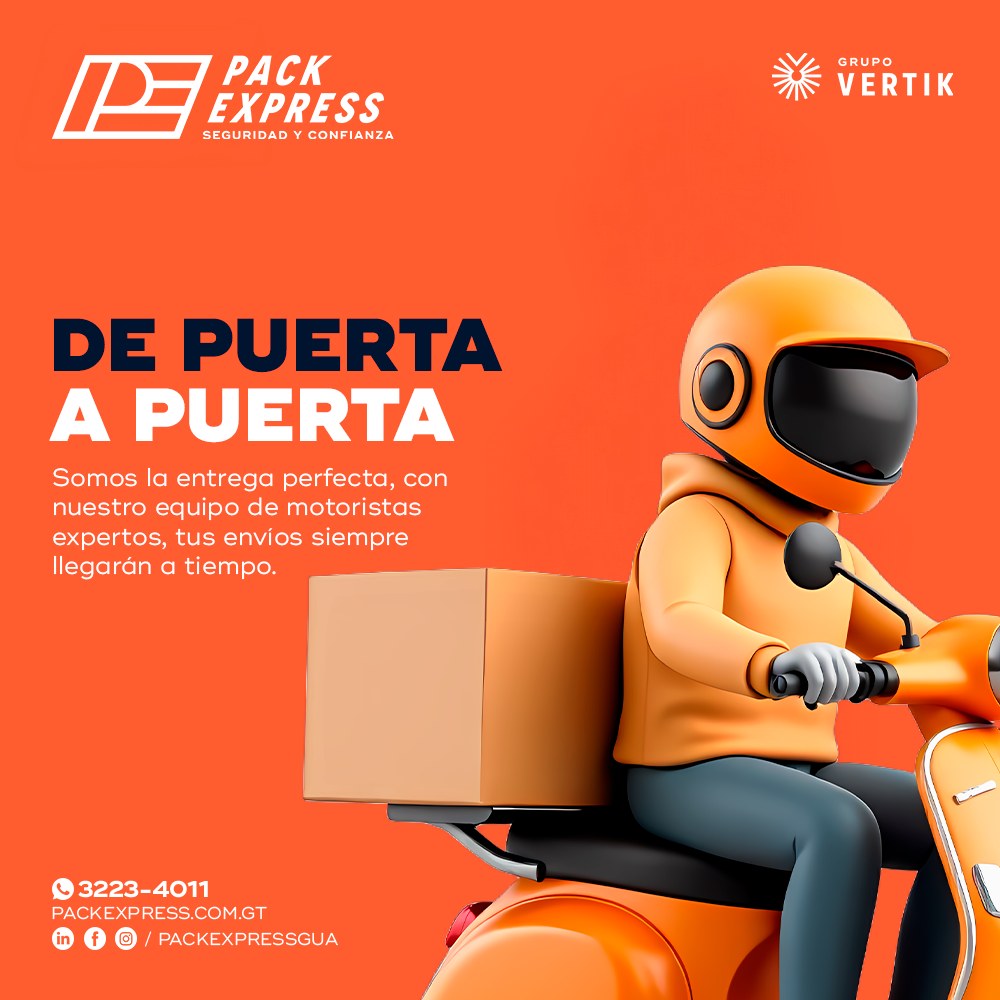 PACK
EXPRESS
SEGURIDAD Y CONFIANZA
GRUPO
VERTIK
DE PUERTA
A PUERTA
Somos la entrega perfecta, con
nuestro equipo de motoristas
expertos, tus envíos siempre
llegarán a tiempo.
3223-4011
PACKEXPRESS.COM.GT
/ PACKEXPRESSGUA